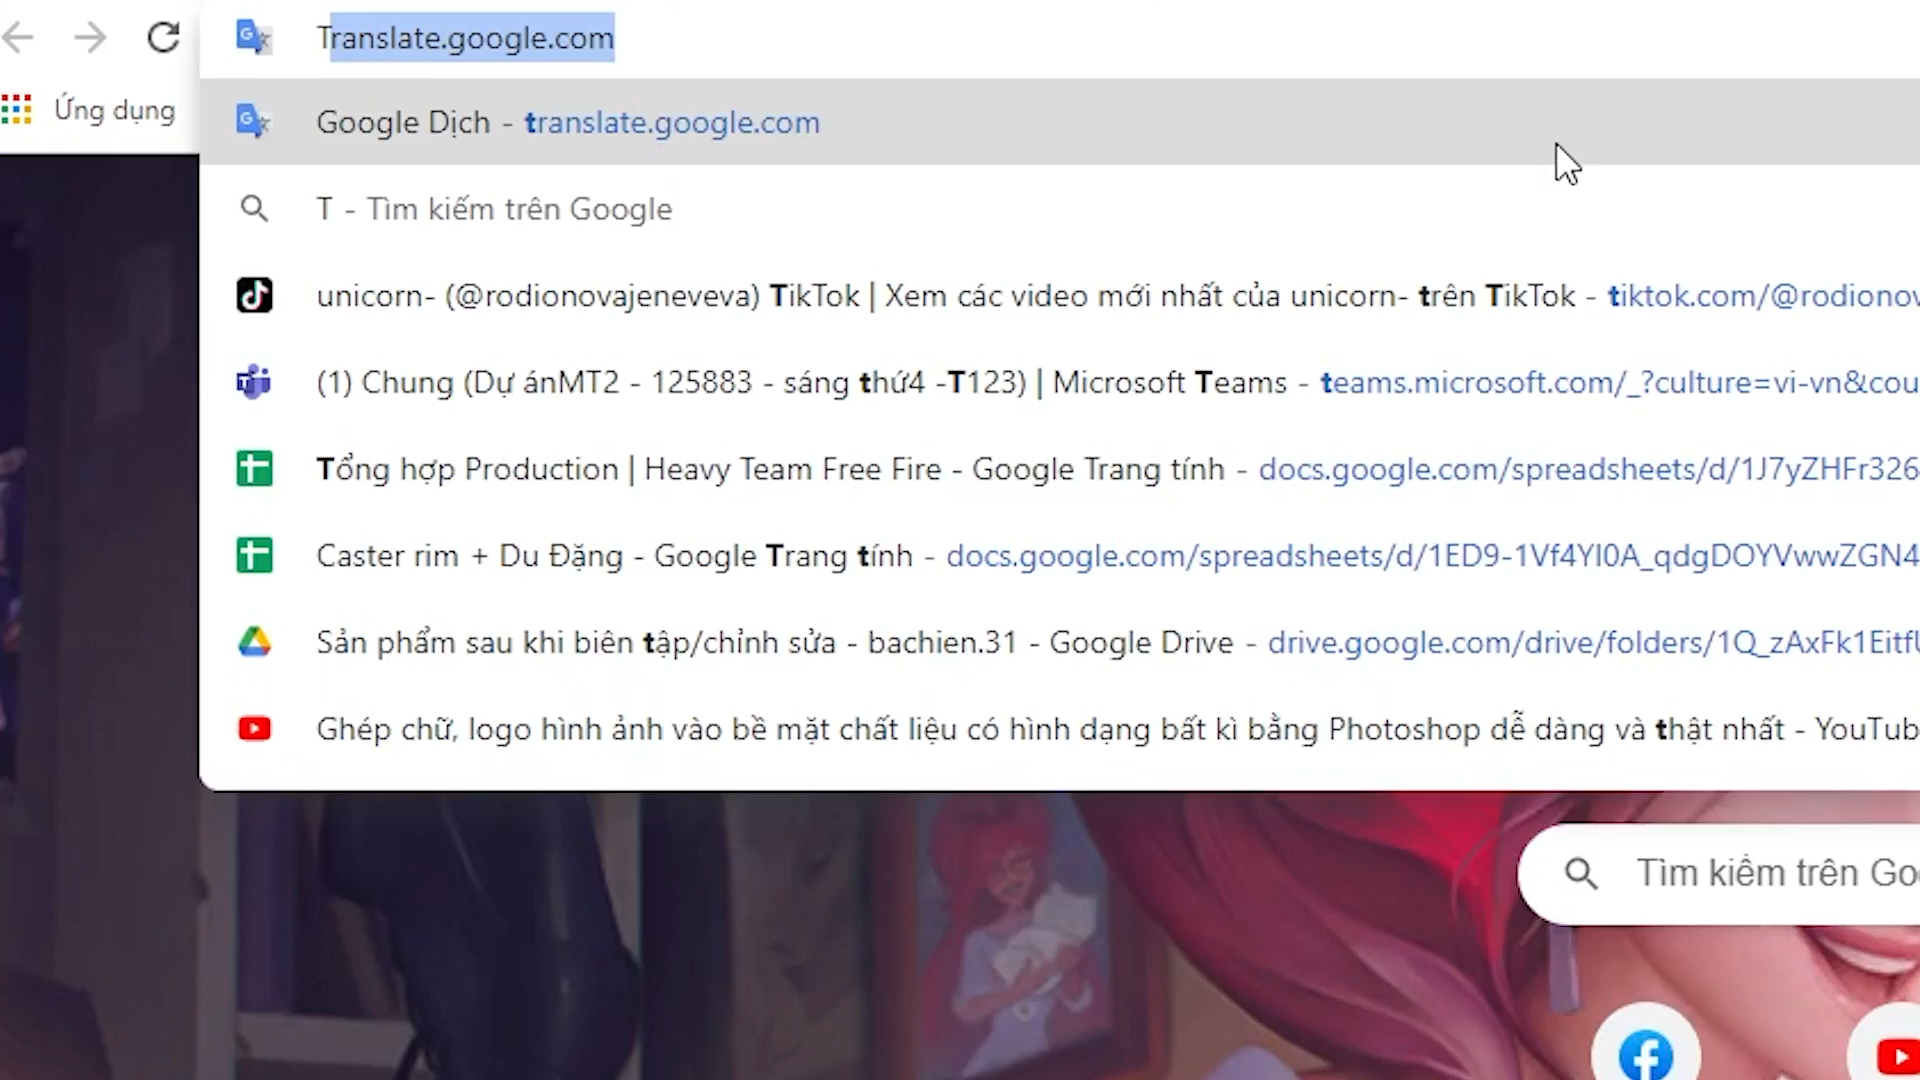 Translate.google.com
Ứng dụng
Google Dịch - translate.google.com
T - Tìm kiếm trên Google
unicorn- (@rodionovajeneveva) TikTok | Xem các video mới nhất của unicorn- trên TikTok - tiktok.com/@rodionov
(1) Chung (Dự ánMT2 - 125883 - sáng thứ4 -T123) | Microsoft Teams - teams.microsoft.com/_?culture=vi-vn&cou
Tổng hợp Production | Heavy Team Free Fire - Google Trang tính - docs.google.com/spreadsheets/d/1J7yZHFr326
Caster rim + Du Đặng - Google Trang tính - docs.google.com/spreadsheets/d/1ED9-1Vf4YI0A_qdgDOYVwwZGN4
Sản phẩm sau khi biên tập/chỉnh sửa - bachien.31 - Google Drive - drive.google.com/drive/folders/1Q_zAxFk1EitfU
Ghép chữ, logo hình ảnh vào bề mặt chất liệu có hình dạng bất kì bằng Photoshop dễ dàng và thật nhất - YouTub
Tìm kiếm trên Goo